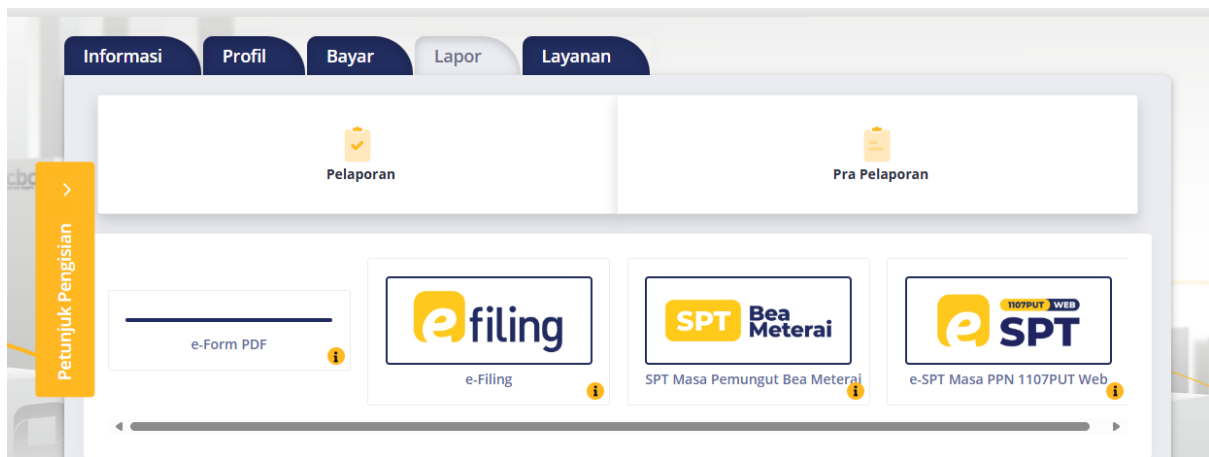 Informasi
Profil
Bayar
Lapor
Layanan
Pelaporan
Pra Pelaporan
Petunjuk Pengisian
e-Form PDF
e filing
e-Filing
SPT Bea
Meterai
SPT Masa Pemungut Bea Meterai
1107PUT WEB
e SPT
e-SPT Masa PPN 1107PUT Web